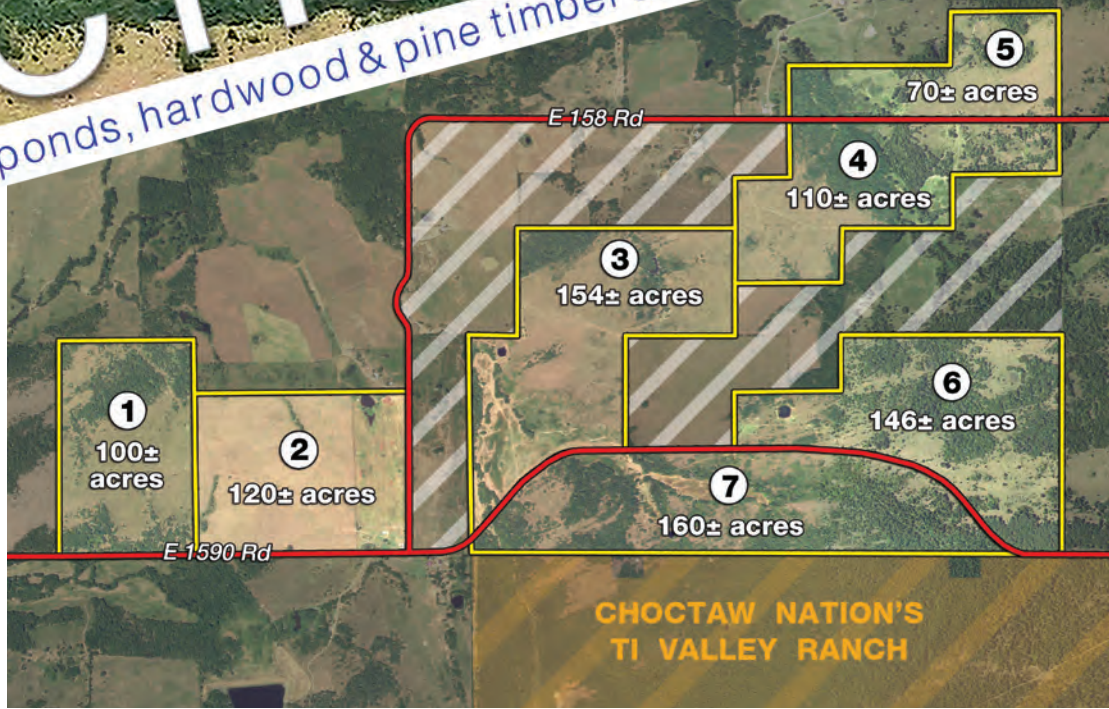 ponds, hardwood & pine timber
5
70± acres
E 158 Rd
4
110± acres
3
154± acres
1
100±
acres
2
120± acres
6
146± acres
7
160± acres
E 1590 Rd
CHOCTAW NATION'S
TI VALLEY RANCH